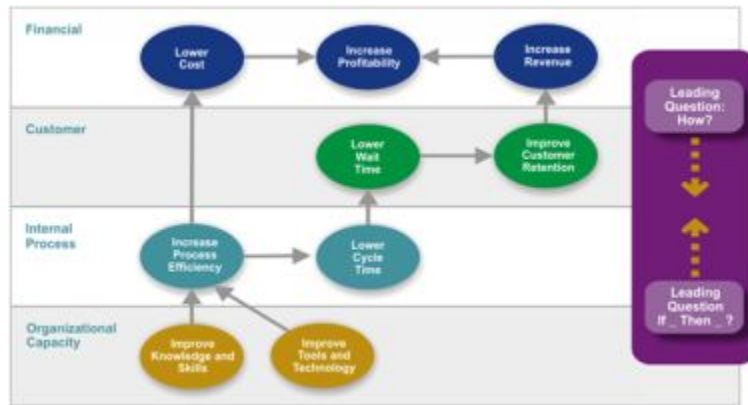 Financial
Lower
Cost
Increase
Profitability
Increase
Revenue
Customer
Lower
Wait
Time
Improve
Customer
Retention
Internal
Process
Increase
Process
Efficiency
Lower
Cycle
Time
Organizational
Capacity
Improve
Knowledge and
Skills
Improve
Tools and
Technology
Leading
Question:
How?
Leading
Question
If _ Then _ ?